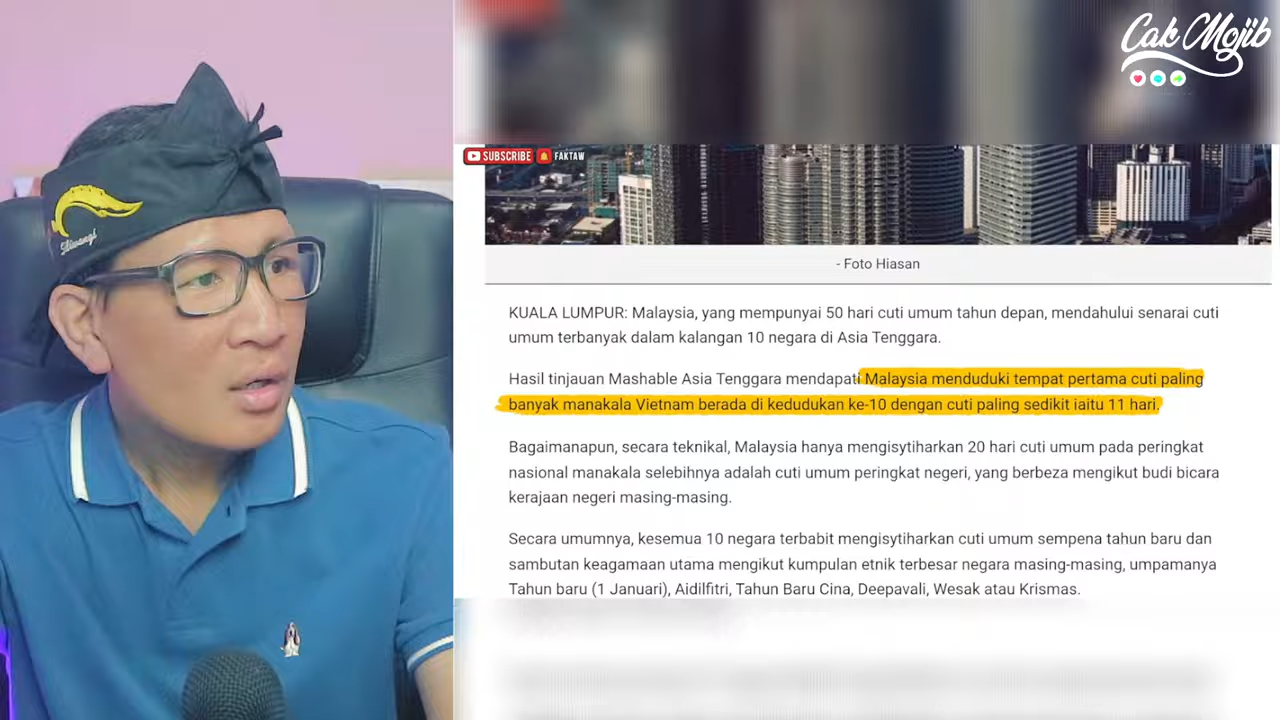 Cak Mojib
SUBSCRIBE
FAKTAW
- Foto Hiasan
KUALA LUMPUR: Malaysia, yang mempunyai 50 hari cuti umum tahun depan, mendahului senarai cuti
umum terbanyak dalam kalangan 10 negara di Asia Tenggara.
Hasil tinjauan Mashable Asia Tenggara mendapati Malaysia menduduki tempat pertama cuti paling
banyak manakala Vietnam berada di kedudukan ke-10 dengan cuti paling sedikit iaitu 11 hari.
Bagaimanapun, secara teknikal, Malaysia hanya mengisytiharkan 20 hari cuti umum pada peringkat
nasional manakala selebihnya adalah cuti umum peringkat negeri, yang berbeza mengikut budi bicara
kerajaan negeri masing-masing.
Secara umumnya, kesemua 10 negara terbabit mengisytiharkan cuti umum sempena tahun baru dan
sambutan keagamaan utama mengikut kumpulan etnik terbesar negara masing-masing, umpamanya
Tahun baru (1 Januari), Aidilfitri, Tahun Baru Cina, Deepavali, Wesak atau Krismas.